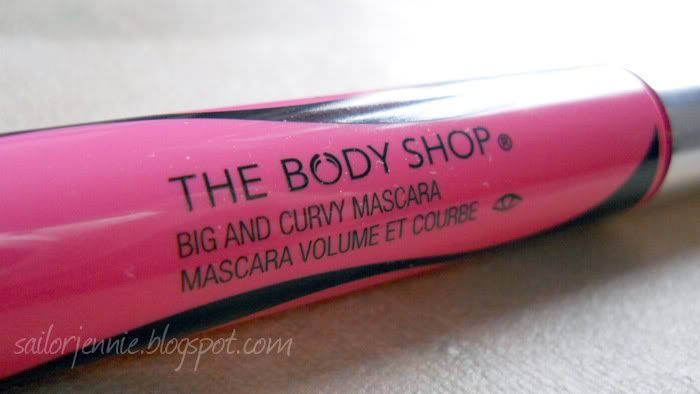 THE BODY SHOP®
BIG AND CURVY MASCARA
MASCARA VOLUME ET COURBE
sailorjennie.blogspot.com